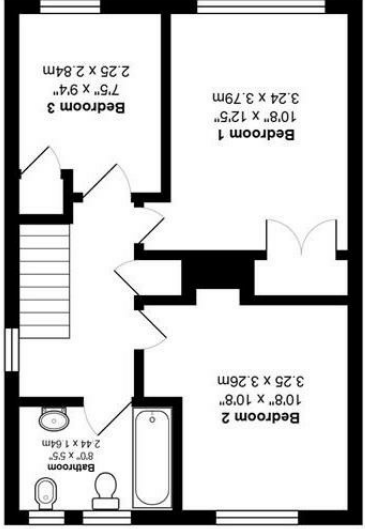 Bathroom
8'0" x 5'5"
2.44 x 1.64m
Bedroom 2
10'8" x 10'8"
3.25 x 3.26m
Bedroom 1
10'8" x 12'5"
3.24 x 3.79m
Bedroom 3
7'5" x 9'4"
2.25 x 2.84m